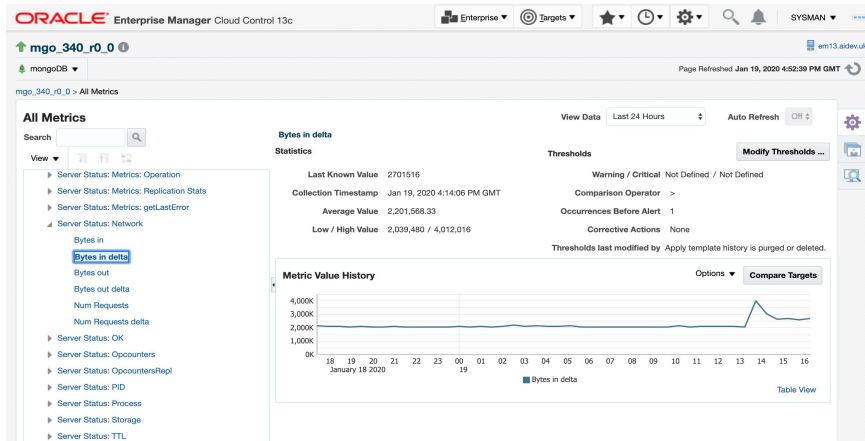 ORACLE Enterprise Manager Cloud Control 13c
Enterprise
Targets
SYSMAN
mgo_340_r0_0
em13.aidev.uk
mongoDB
Page Refreshed Jan 19, 2020 4:52:39 PM GMT
mgo_340_r0_0 > All Metrics
All Metrics
View Data Last 24 Hours
Auto Refresh Off
Search
View
Server Status: Metrics: Operation
Server Status: Metrics: Replication Stats
Server Status: Metrics: getLastError
Server Status: Network
Bytes in
Bytes in delta
Bytes out
Bytes out delta
Num Requests
Num Requests delta
Server Status: OK
Server Status: Opcounters
Server Status: OpcountersRepl
Server Status: PID
Server Status: Process
Server Status: Storage
Server Status: TTL
Bytes in delta
Statistics
Last Known Value 2701516
Collection Timestamp Jan 19, 2020 4:14:06 PM GMT
Average Value 2,201,568.33
Low / High Value 2,039,480 / 4,012,016
Thresholds
Modify Thresholds ...
Warning / Critical Not Defined / Not Defined
Comparison Operator >
Occurrences Before Alert 1
Corrective Actions None
Thresholds last modified by Apply template history is purged or deleted.
Metric Value History
Options
Compare Targets
4,000K
3,000K
2,000K
1,000K
0K
18 19 20 21 22 23 00 01 02 03 04 05 06 07 08 09 10 11 12 13 14 15 16
January 18 2020 19
Bytes in delta
Table View